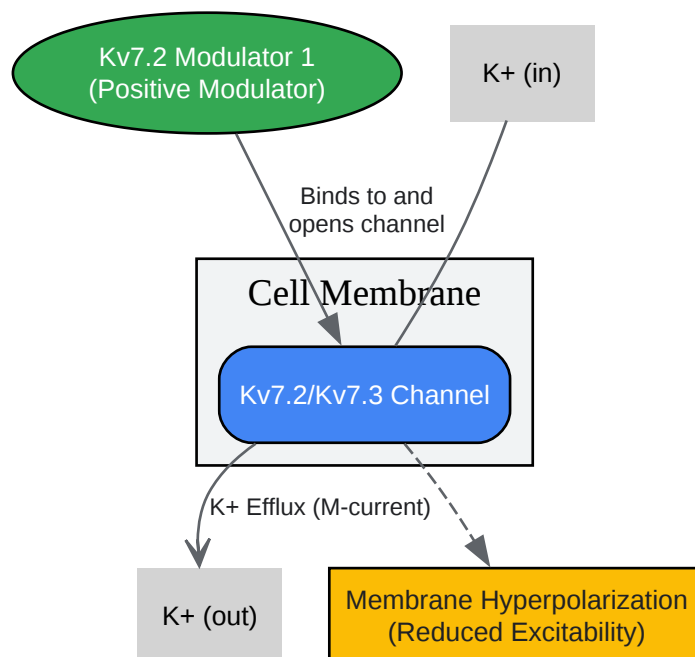 Kv7.2 Modulator 1
(Positive Modulator)
K+ (in)
Binds to and
opens channel
Cell Membrane
Kv7.2/Kv7.3 Channel
K+ Efflux (M-current)
K+ (out)
Membrane Hyperpolarization
(Reduced Excitability)